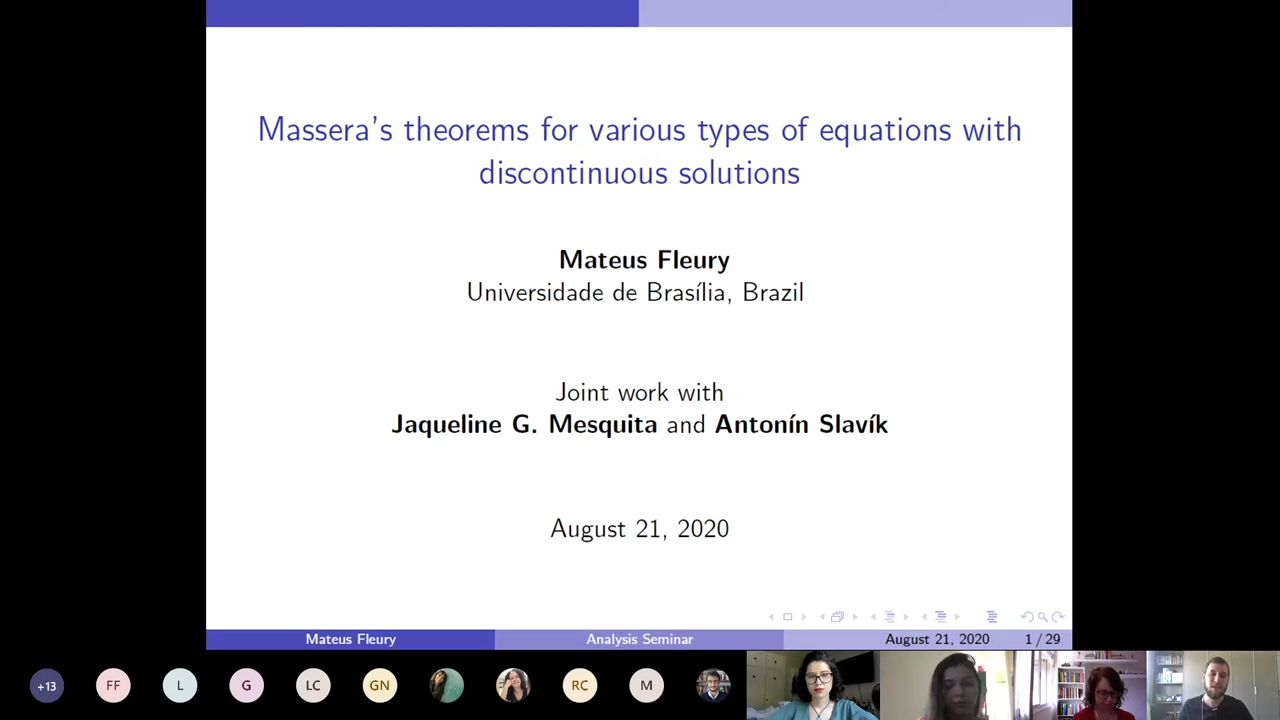 Massera's theorems for various types of equations with
discontinuous solutions
Mateus Fleury
Universidade de Brasília, Brazil
Joint work with
Jaqueline G. Mesquita and Antonín Slavík
August 21, 2020
Mateus Fleury
Analysis Seminar
August 21, 2020
1 / 29
+13
FF
L
G
LC
GN
RC
M